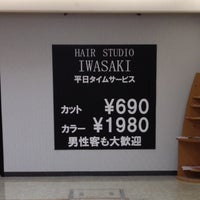 HAIR STUDIO
IWASAKI
平日タイムサービス
カット ¥690
カラー ¥1980
男性客も大歓迎